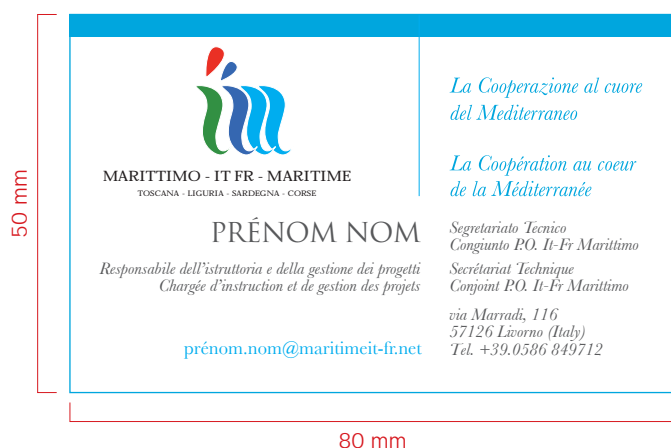 MARITTIMO - IT FR - MARITIME
TOSCANA - LIGURIA - SARDEGNA - CORSE
La Cooperazione al cuore
del Mediterraneo
La Coopération au coeur
de la Méditerranée
PRÉNOM NOM
Responsabile dell'istruttoria e della gestione dei progetti
Chargée d'instruction et de gestion des projets
prénom.nom@maritimeit-fr.net
Segretariato Tecnico
Congiunto P.O. It-Fr Marittimo
Secrétariat Technique
Conjoint P.O. It-Fr Marittimo
via Marradi, 116
57126 Livorno (Italy)
Tel. +39.0586 849712
50 mm
80 mm